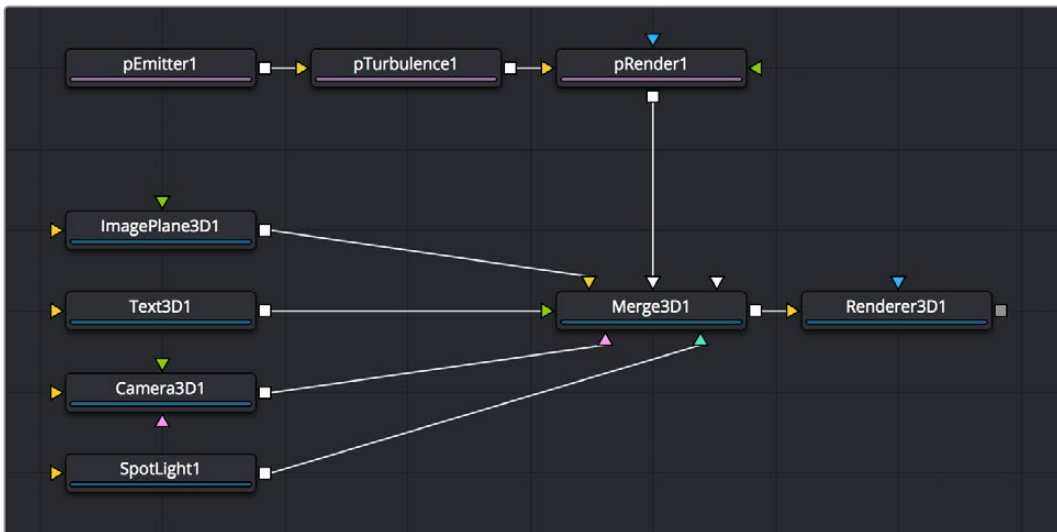 pEmitter1
pTurbulence1
pRender1
ImagePlane3D1
Text3D1
Merge3D1
Renderer3D1
Camera3D1
SpotLight1